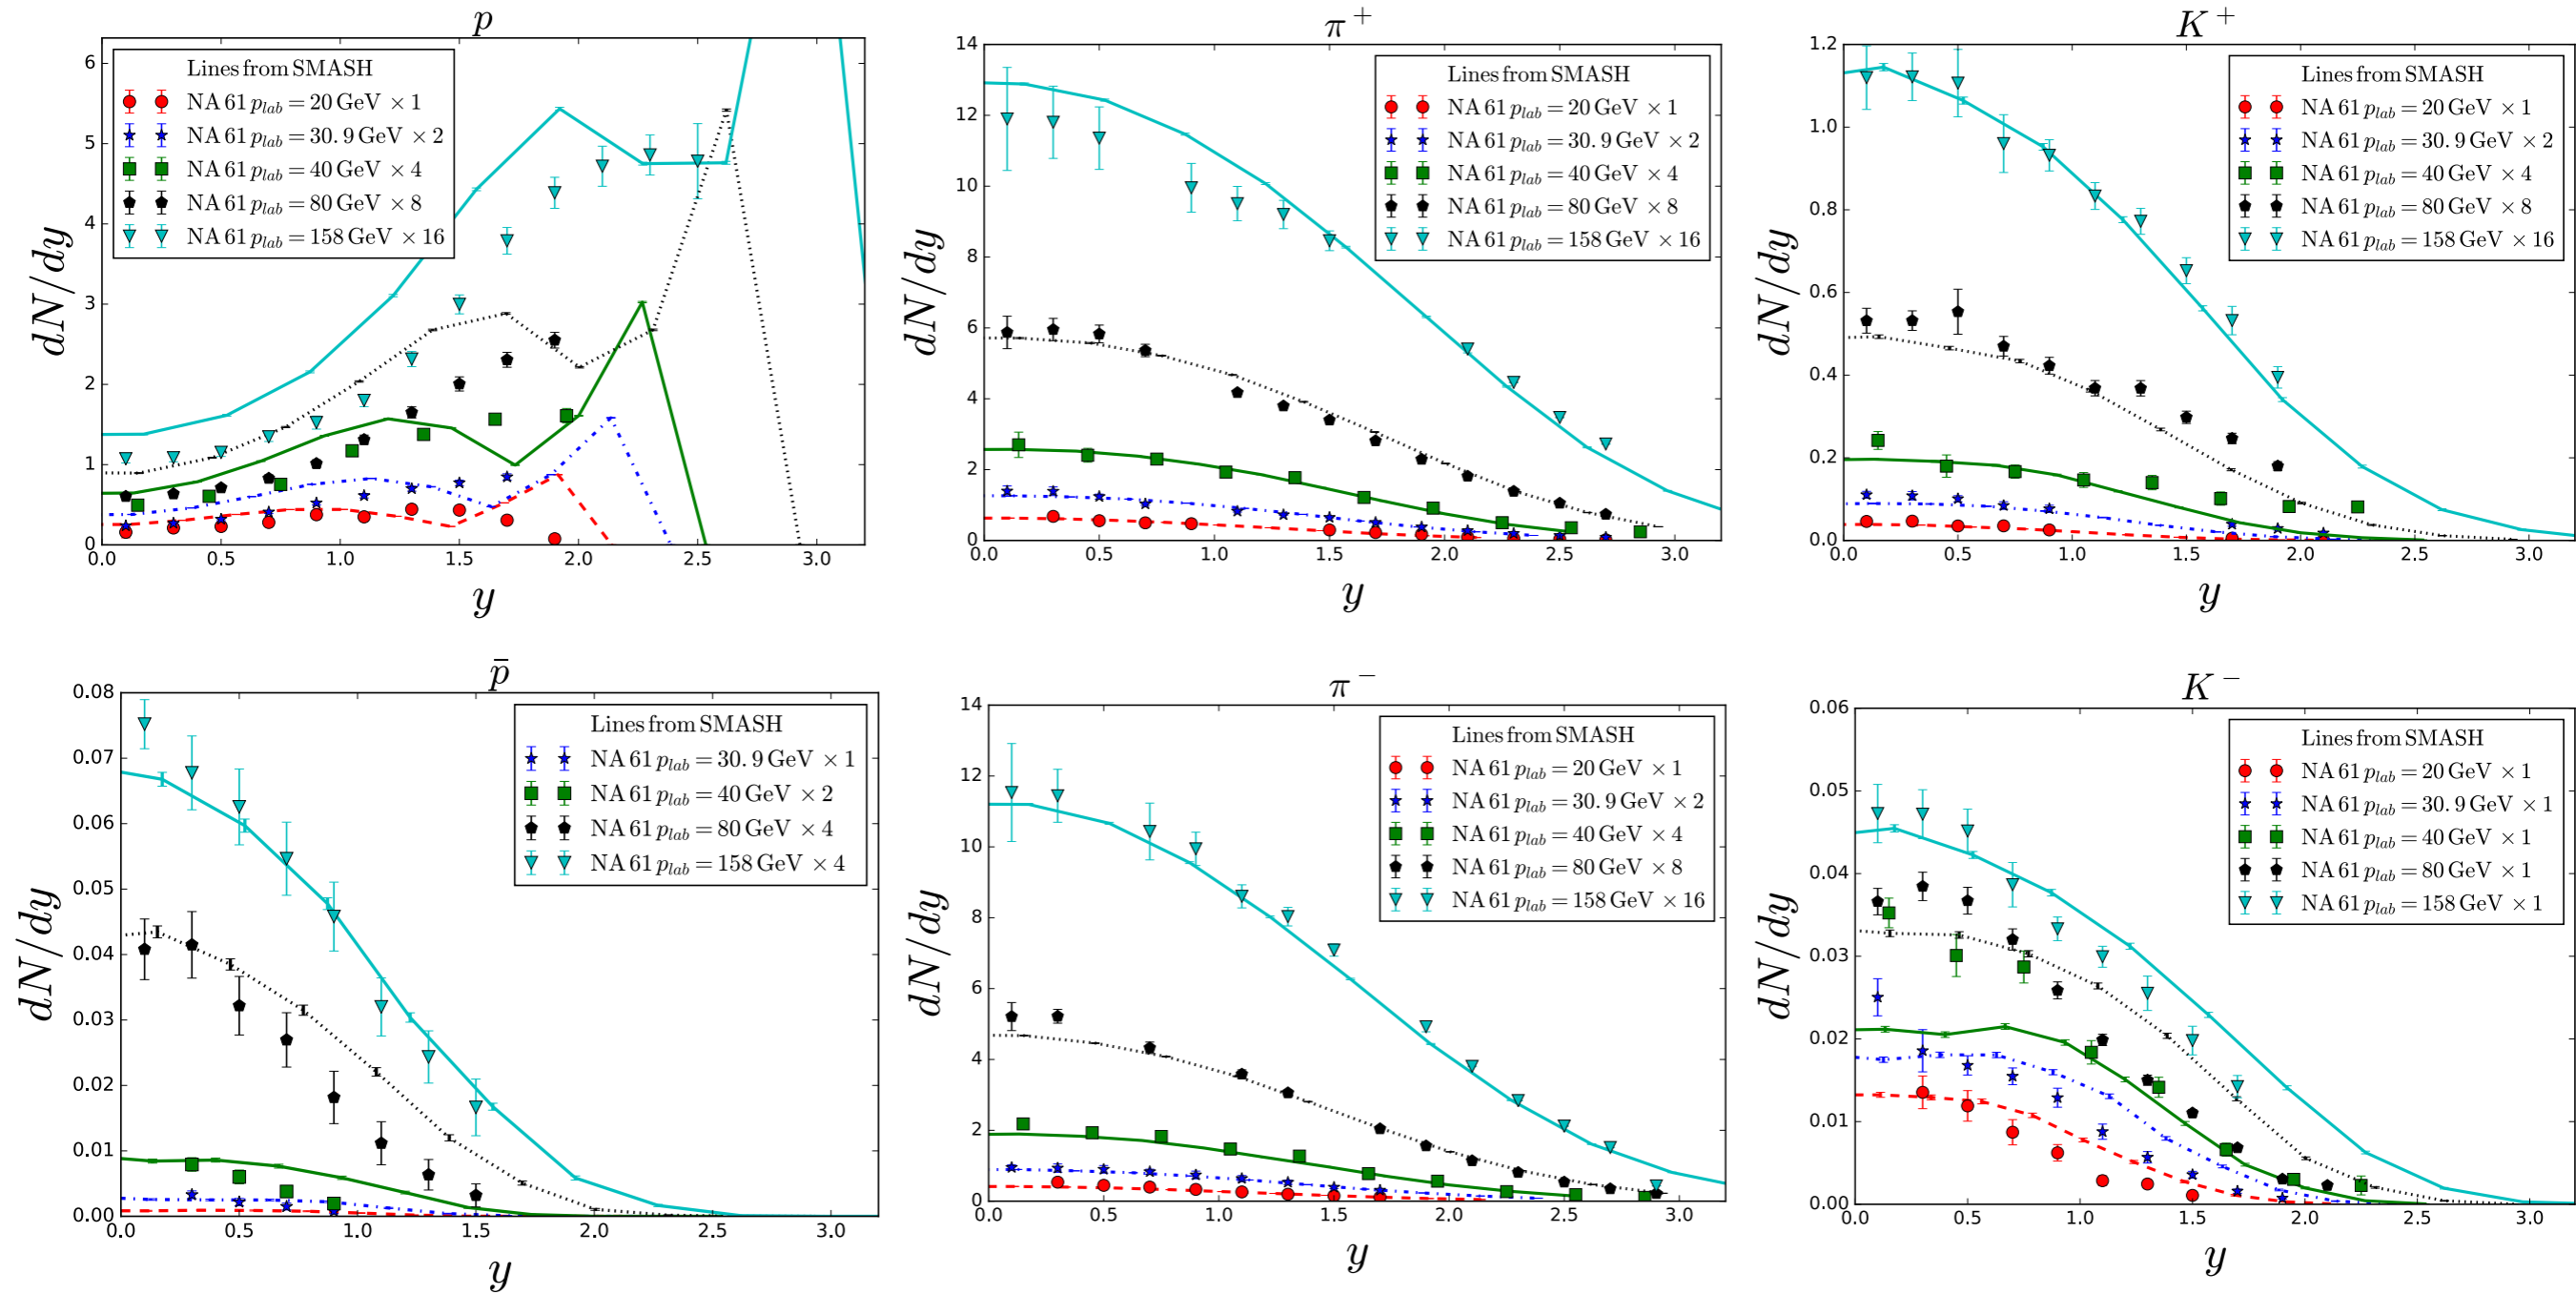 p
6
5
4
3
2
1
0
dN/dy
Lines from SMASH
NA 61 p_lab = 20 GeV × 1
NA 61 p_lab = 30.9 GeV × 2
NA 61 p_lab = 40 GeV × 4
NA 61 p_lab = 80 GeV × 8
NA 61 p_lab = 158 GeV × 16
0.0 0.5 1.0 1.5 2.0 2.5 3.0
y
π⁺
14
12
10
8
6
4
2
0
dN/dy
Lines from SMASH
NA 61 p_lab = 20 GeV × 1
NA 61 p_lab = 30.9 GeV × 2
NA 61 p_lab = 40 GeV × 4
NA 61 p_lab = 80 GeV × 8
NA 61 p_lab = 158 GeV × 16
0.0 0.5 1.0 1.5 2.0 2.5 3.0
y
K⁺
1.2
1.0
0.8
0.6
0.4
0.2
0.0
dN/dy
Lines from SMASH
NA 61 p_lab = 20 GeV × 1
NA 61 p_lab = 30.9 GeV × 2
NA 61 p_lab = 40 GeV × 4
NA 61 p_lab = 80 GeV × 8
NA 61 p_lab = 158 GeV × 16
0.0 0.5 1.0 1.5 2.0 2.5 3.0
y
p̄
0.08
0.07
0.06
0.05
0.04
0.03
0.02
0.01
0.00
dN/dy
Lines from SMASH
NA 61 p_lab = 30.9 GeV × 1
NA 61 p_lab = 40 GeV × 2
NA 61 p_lab = 80 GeV × 4
NA 61 p_lab = 158 GeV × 4
0.0 0.5 1.0 1.5 2.0 2.5 3.0
y
π⁻
14
12
10
8
6
4
2
0
dN/dy
Lines from SMASH
NA 61 p_lab = 20 GeV × 1
NA 61 p_lab = 30.9 GeV × 2
NA 61 p_lab = 40 GeV × 4
NA 61 p_lab = 80 GeV × 8
NA 61 p_lab = 158 GeV × 16
0.0 0.5 1.0 1.5 2.0 2.5 3.0
y
K⁻
0.06
0.05
0.04
0.03
0.02
0.01
0.00
dN/dy
Lines from SMASH
NA 61 p_lab = 20 GeV × 1
NA 61 p_lab = 30.9 GeV × 1
NA 61 p_lab = 40 GeV × 1
NA 61 p_lab = 80 GeV × 1
NA 61 p_lab = 158 GeV × 1
0.0 0.5 1.0 1.5 2.0 2.5 3.0
y